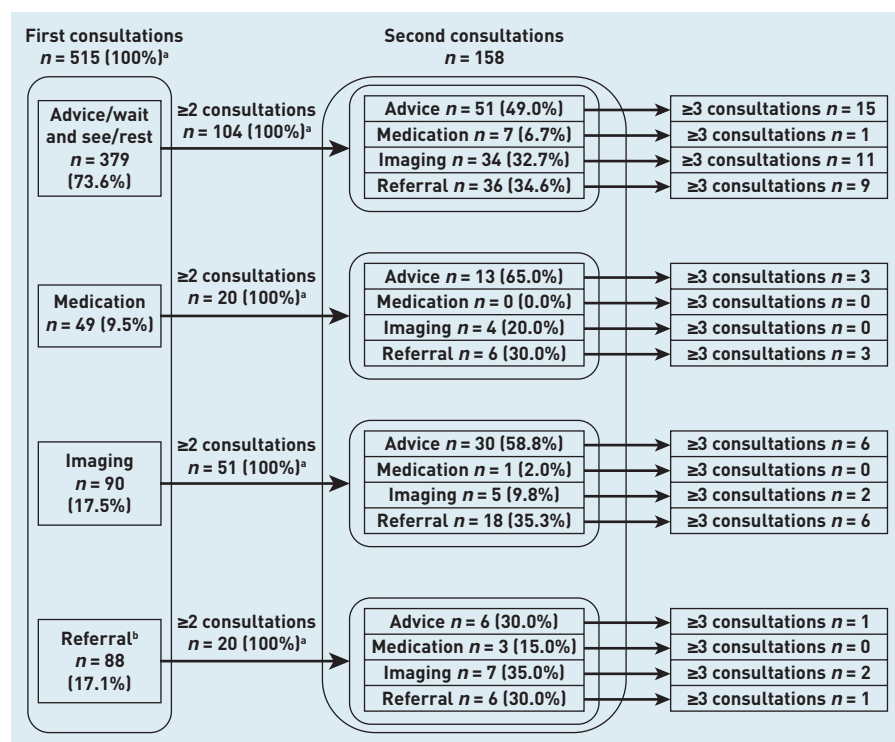 First consultations
n = 515 (100%)ᵃ
Second consultations
n = 158
Advice/wait
and see/rest
n = 379
(73.6%)
≥2 consultations
n = 104 (100%)ᵃ
Advice n = 51 (49.0%)
Medication n = 7 (6.7%)
Imaging n = 34 (32.7%)
Referral n = 36 (34.6%)
≥3 consultations n = 15
≥3 consultations n = 1
≥3 consultations n = 11
≥3 consultations n = 9
Medication
n = 49 (9.5%)
≥2 consultations
n = 20 (100%)ᵃ
Advice n = 13 (65.0%)
Medication n = 0 (0.0%)
Imaging n = 4 (20.0%)
Referral n = 6 (30.0%)
≥3 consultations n = 3
≥3 consultations n = 0
≥3 consultations n = 0
≥3 consultations n = 3
Imaging
n = 90
(17.5%)
≥2 consultations
n = 51 (100%)ᵃ
Advice n = 30 (58.8%)
Medication n = 1 (2.0%)
Imaging n = 5 (9.8%)
Referral n = 18 (35.3%)
≥3 consultations n = 6
≥3 consultations n = 0
≥3 consultations n = 2
≥3 consultations n = 6
Referralᵇ
n = 88
(17.1%)
≥2 consultations
n = 20 (100%)ᵃ
Advice n = 6 (30.0%)
Medication n = 3 (15.0%)
Imaging n = 7 (35.0%)
Referral n = 6 (30.0%)
≥3 consultations n = 1
≥3 consultations n = 0
≥3 consultations n = 2
≥3 consultations n = 1